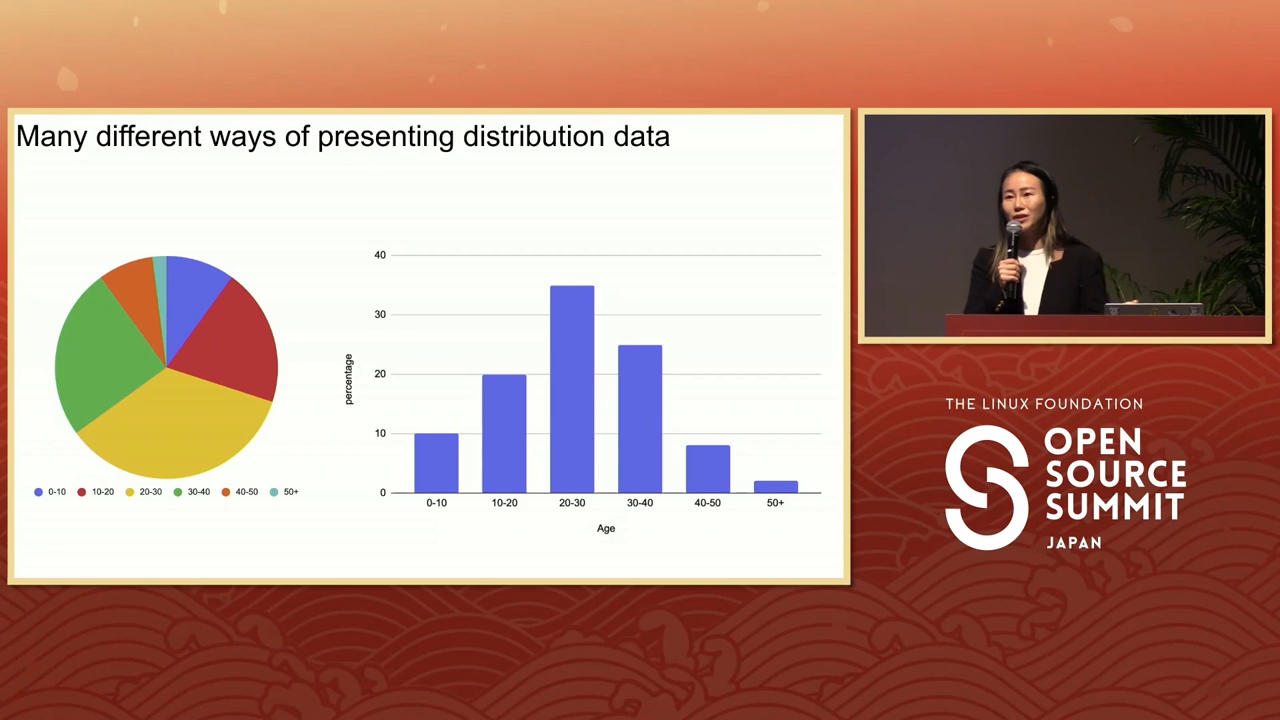 Many different ways of presenting distribution data
0-10 10-20 20-30 30-40 40-50 50+
percentage
40
30
20
10
0
0-10 10-20 20-30 30-40 40-50 50+
Age
THE LINUX FOUNDATION
OPEN
SOURCE
SUMMIT
JAPAN